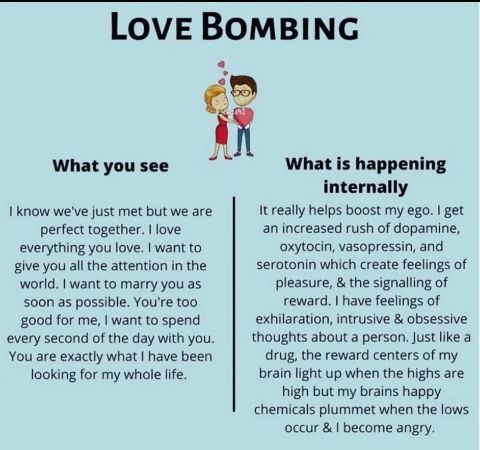 LOVE BOMBING
What you see
I know we've just met but we are
perfect together. I love
everything you love. I want to
give you all the attention in the
world. I want to marry you as
soon as possible. You're too
good for me, I want to spend
every second of the day with you.
You are exactly what I have been
looking for my whole life.
What is happening
internally
It really helps boost my ego. I get
an increased rush of dopamine,
oxytocin, vasopressin, and
serotonin which create feelings of
pleasure, & the signalling of
reward. I have feelings of
exhilaration, intrusive & obsessive
thoughts about a person. Just like a
drug, the reward centers of my
brain light up when the highs are
high but my brains happy
chemicals plummet when the lows
occur & I become angry.